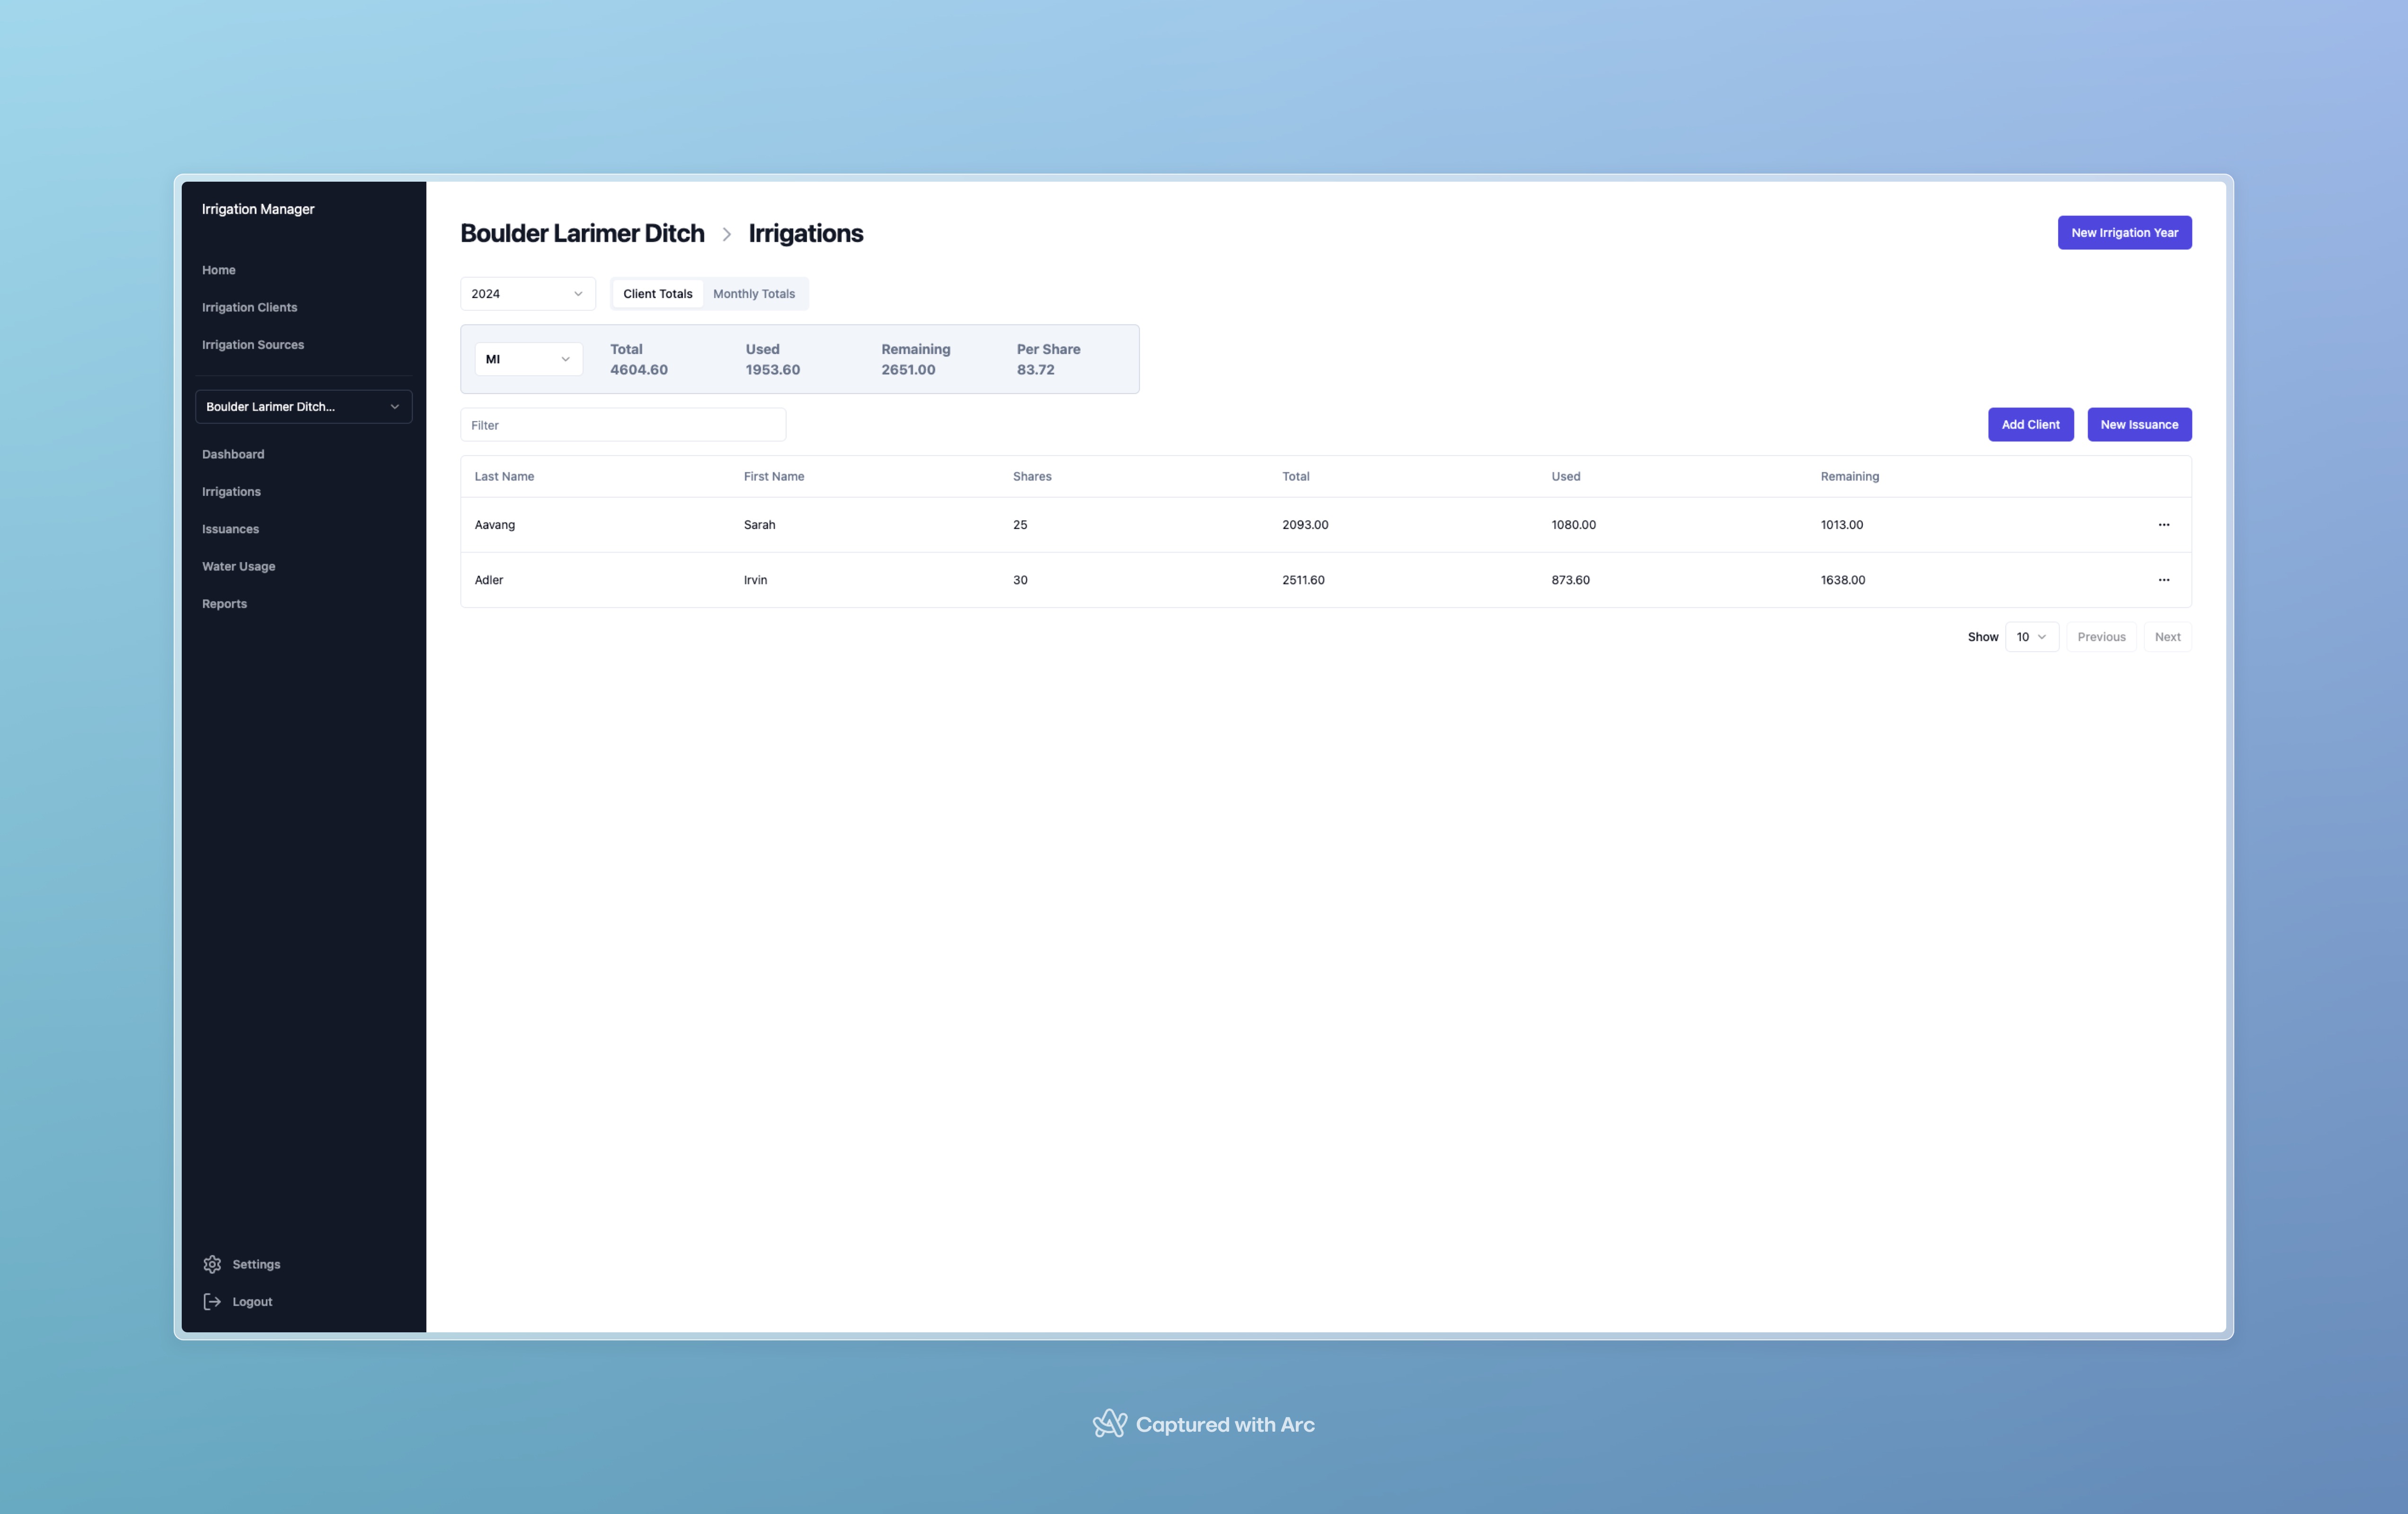 Irrigation Manager
Home
Irrigation Clients
Irrigation Sources
Boulder Larimer Ditch...
Dashboard
Irrigations
Issuances
Water Usage
Reports
Settings
Logout
Boulder Larimer Ditch > Irrigations
New Irrigation Year
2024 Client Totals Monthly Totals
MI
Total Used Remaining Per Share
4604.60 1953.60 2651.00 83.72
Filter
Add Client New Issuance
Last Name First Name Shares Total Used Remaining
Aavang Sarah 25 2093.00 1080.00 1013.00 ...
Adler Irvin 30 2511.60 873.60 1638.00 ...
Show 10 Previous Next
Captured with Arc